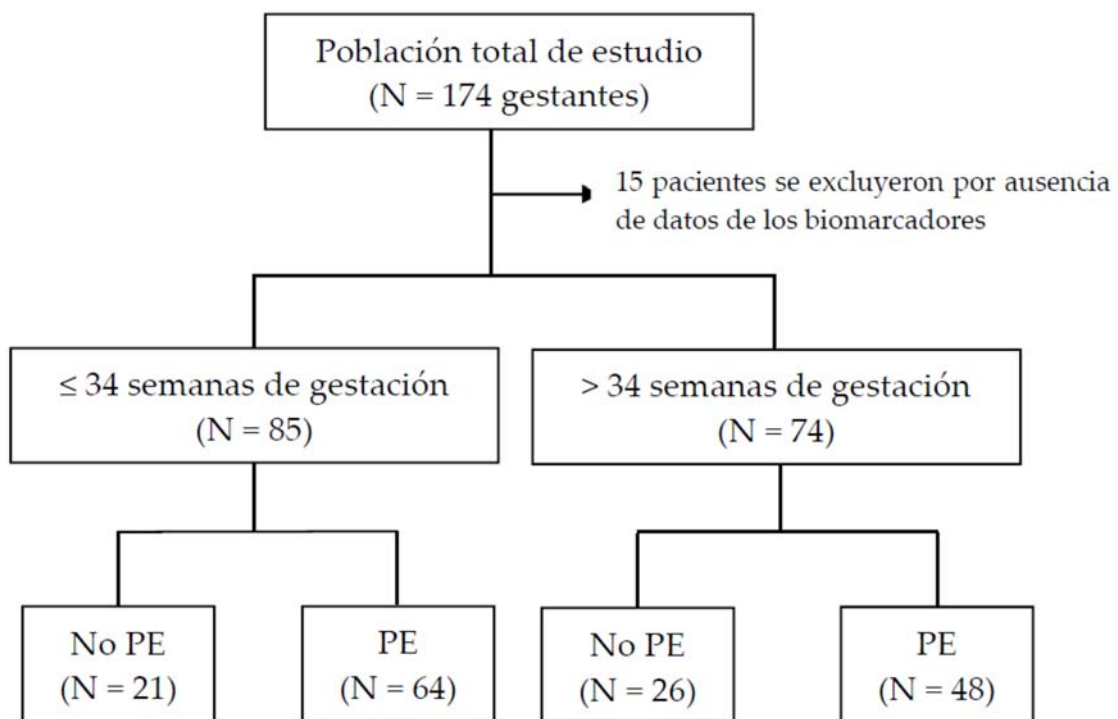 Población total de estudio
(N = 174 gestantes)
15 pacientes se excluyeron por ausencia
de datos de los biomarcadores
≤ 34 semanas de gestación
(N = 85)
> 34 semanas de gestación
(N = 74)
No PE
(N = 21)
PE
(N = 64)
No PE
(N = 26)
PE
(N = 48)